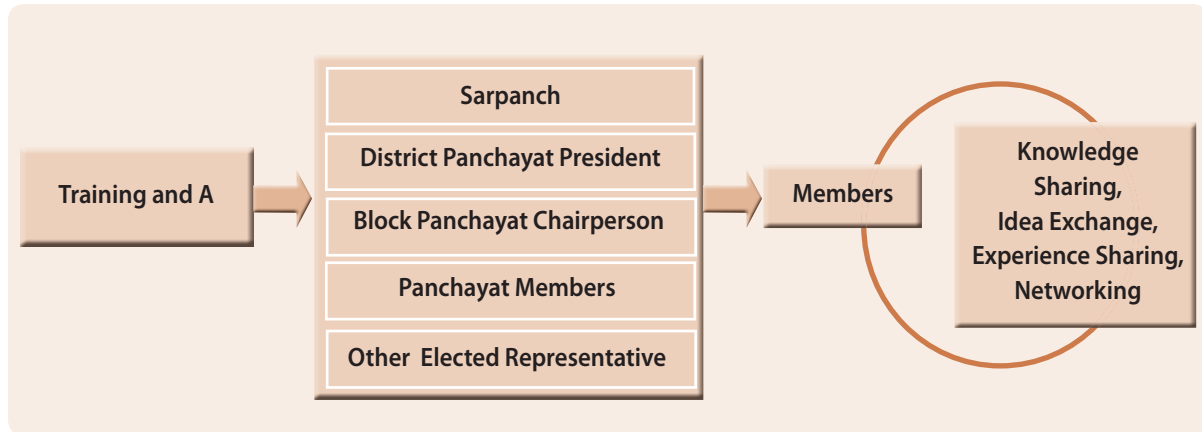 Training and A
Sarpanch
District Panchayat President
Block Panchayat Chairperson
Panchayat Members
Other Elected Representative
Members
Knowledge
Sharing,
Idea Exchange,
Experience Sharing,
Networking